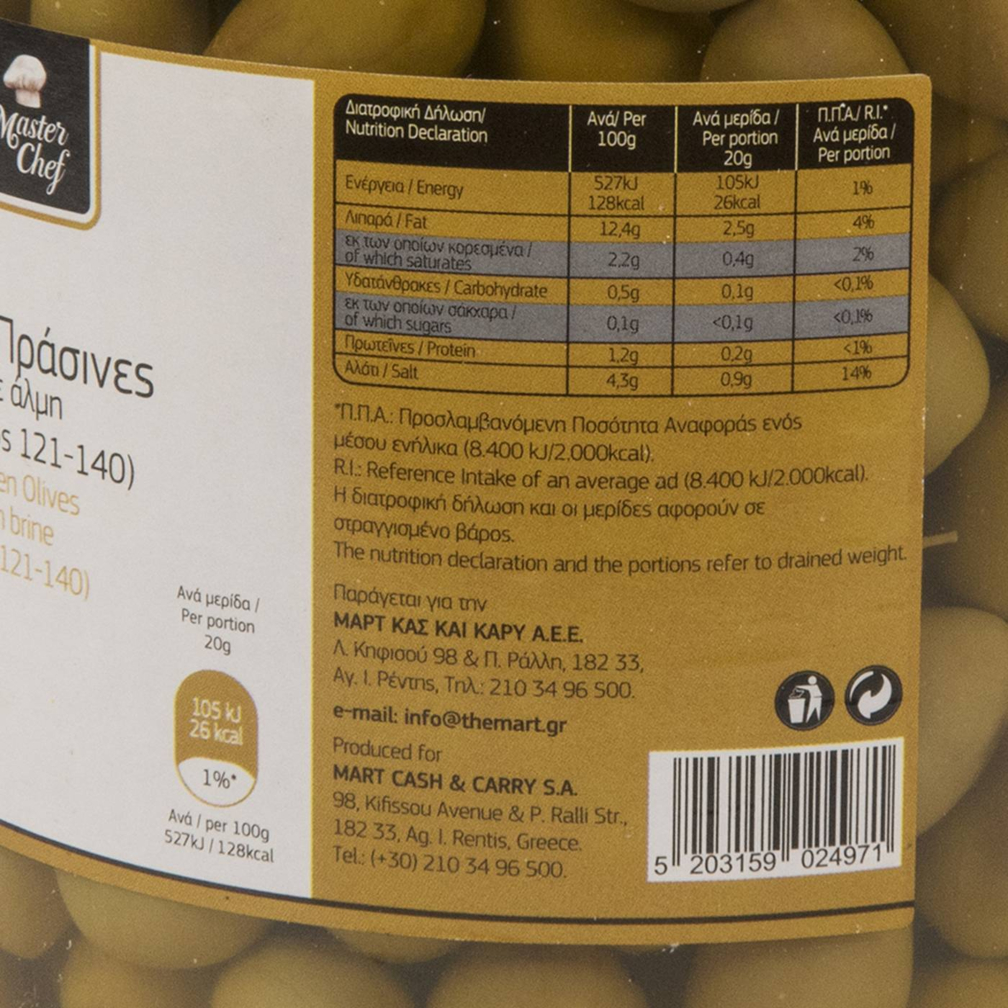 Master
Chef
Πράσινες
άλμη
121-140)
Olives
brine
121-140)
Ανά μερίδα /
Per portion
20g
105 kJ
26 kcal
1%*
Ανά / per 100g
527kJ / 128kcal
Διατροφική Δήλωση/ Ανά/ Per Ανά μερίδα / Π.Π.Α./ R.I.*
Nutrition Declaration 100g Per portion Ανά μερίδα /
20g Per portion
Ενέργεια / Energy 527kJ 105kJ 1%
128kcal 26kcal
Λιπαρά / Fat 12,4g 2,5g 4%
εκ των οποίων κορεσμένα /
of which saturates 2,2g 0,4g 2%
Υδατάνθρακες / Carbohydrate 0,5g 0,1g <0,1%
εκ των οποίων σάκχαρα /
of which sugars 0,1g <0,1g <0,1%
Πρωτεΐνες / Protein 1,2g 0,2g <1%
Αλάτι / Salt 4,3g 0,9g 14%
*Π.Π.Α.: Προσλαμβανόμενη Ποσότητα Αναφοράς ενός
μέσου ενήλικα (8.400 kJ/2.000kcal).
R.I.: Reference Intake of an average ad (8.400 kJ/2.000kcal).
Η διατροφική δήλωση και οι μερίδες αφορούν σε
στραγγισμένο βάρος.
The nutrition declaration and the portions refer to drained weight.
Παράγεται για την
ΜΑΡΤ ΚΑΣ ΚΑΙ ΚΑΡΥ Α.Ε.Ε.
Λ. Κηφισού 98 & Π. Ράλλη, 182 33,
Αγ. Ι. Ρέντης, Τηλ.: 210 34 96 500.
e-mail: info@themart.gr
Produced for
MART CASH & CARRY S.A.
98, Kifissou Avenue & P. Ralli Str.,
182 33, Ag. I. Rentis, Greece.
Tel.: (+30) 210 34 96 500.
5 203159 024971